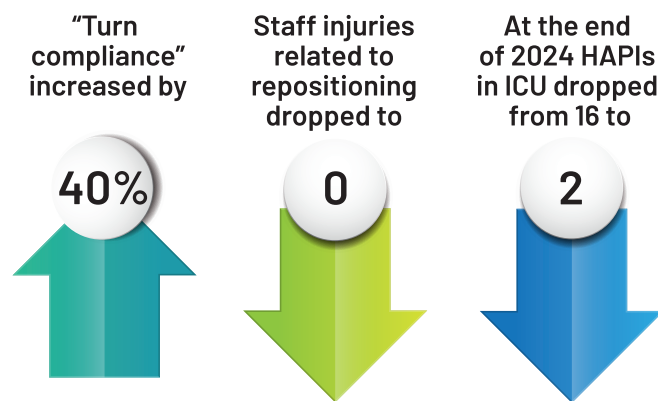 “Turn
compliance”
increased by
40%
Staff injuries
related to
repositioning
dropped to
0
At the end
of 2024 HAPIs
in ICU dropped
from 16 to
2